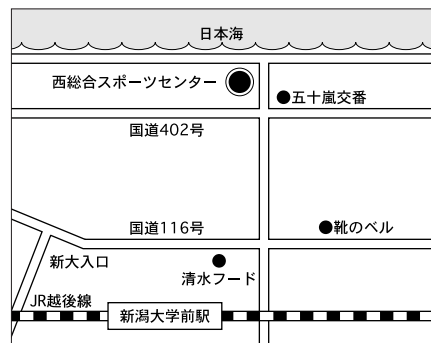 日本海
西総合スポーツセンター
五十嵐交番
国道402号
国道116号
靴のベル
新大入口
清水フード
JR越後線
新潟大学前駅